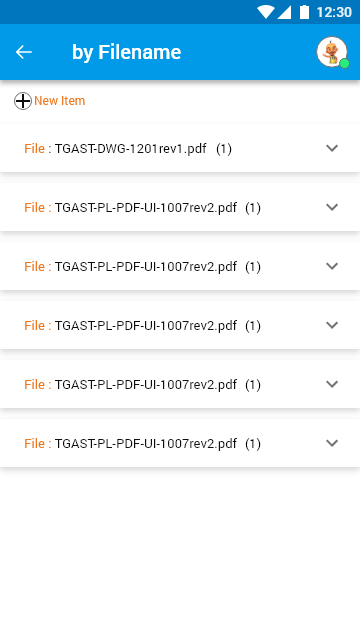 12:30
by Filename
New Item
File : TGAST-DWG-1201rev1.pdf (1)
File : TGAST-PL-PDF-UI-1007rev2.pdf (1)
File : TGAST-PL-PDF-UI-1007rev2.pdf (1)
File : TGAST-PL-PDF-UI-1007rev2.pdf (1)
File : TGAST-PL-PDF-UI-1007rev2.pdf (1)
File : TGAST-PL-PDF-UI-1007rev2.pdf (1)